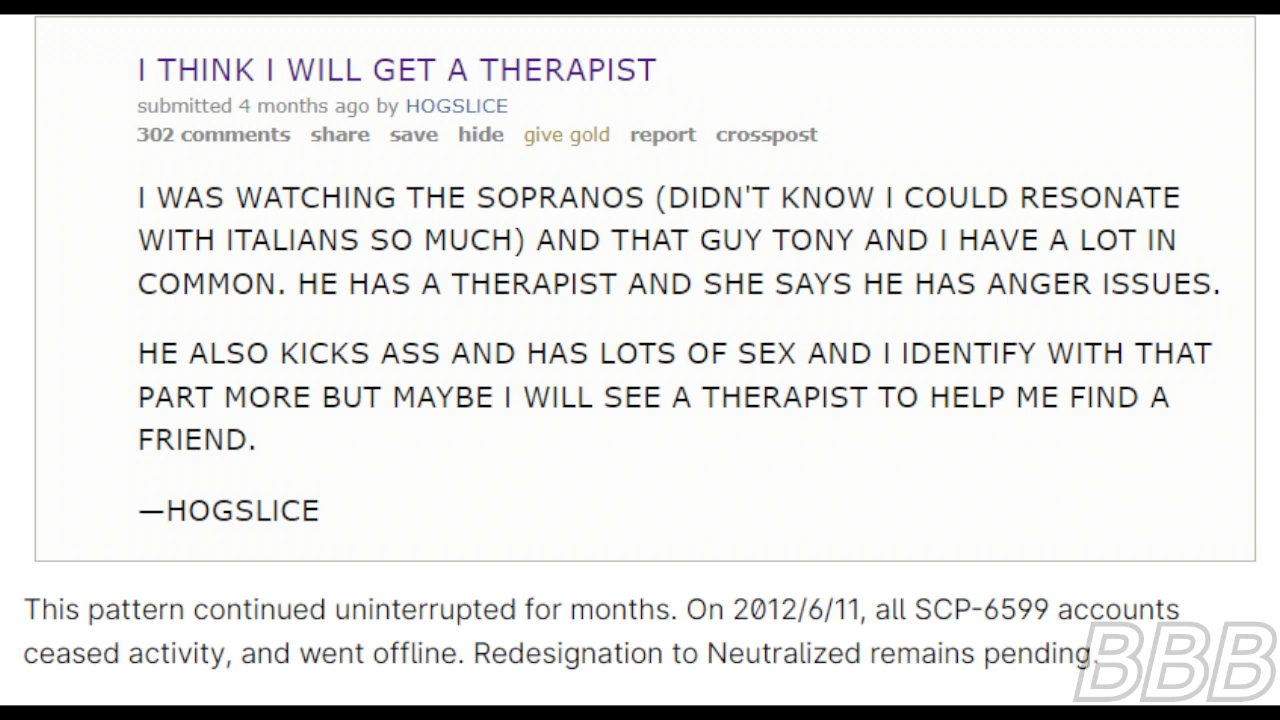 I THINK I WILL GET A THERAPIST
submitted 4 months ago by HOGSLICE
302 comments share save hide give gold report crosspost
I WAS WATCHING THE SOPRANOS (DIDN'T KNOW I COULD RESONATE
WITH ITALIANS SO MUCH) AND THAT GUY TONY AND I HAVE A LOT IN
COMMON. HE HAS A THERAPIST AND SHE SAYS HE HAS ANGER ISSUES.
HE ALSO KICKS ASS AND HAS LOTS OF SEX AND I IDENTIFY WITH THAT
PART MORE BUT MAYBE I WILL SEE A THERAPIST TO HELP ME FIND A
FRIEND.
—HOGSLICE
This pattern continued uninterrupted for months. On 2012/6/11, all SCP-6599 accounts
ceased activity, and went offline. Redesignation to Neutralized remains pending.
BBB